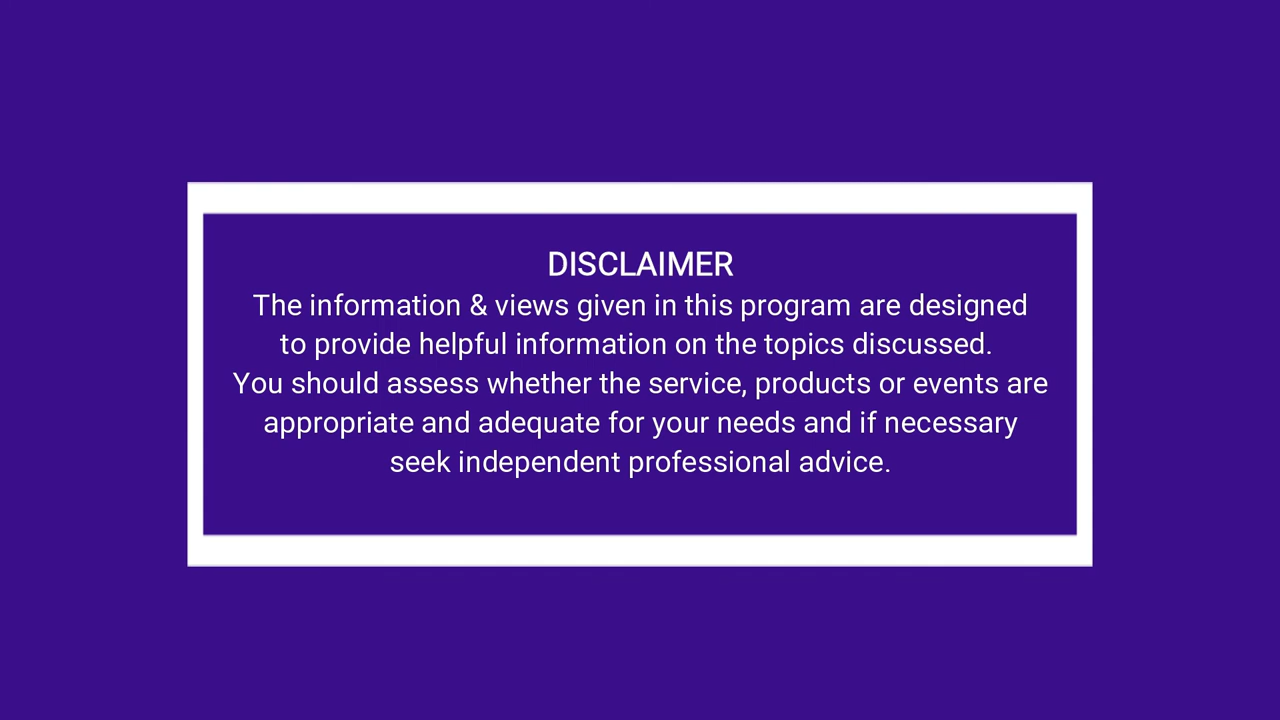 DISCLAIMER
The information & views given in this program are designed
to provide helpful information on the topics discussed.
You should assess whether the service, products or events are
appropriate and adequate for your needs and if necessary
seek independent professional advice.